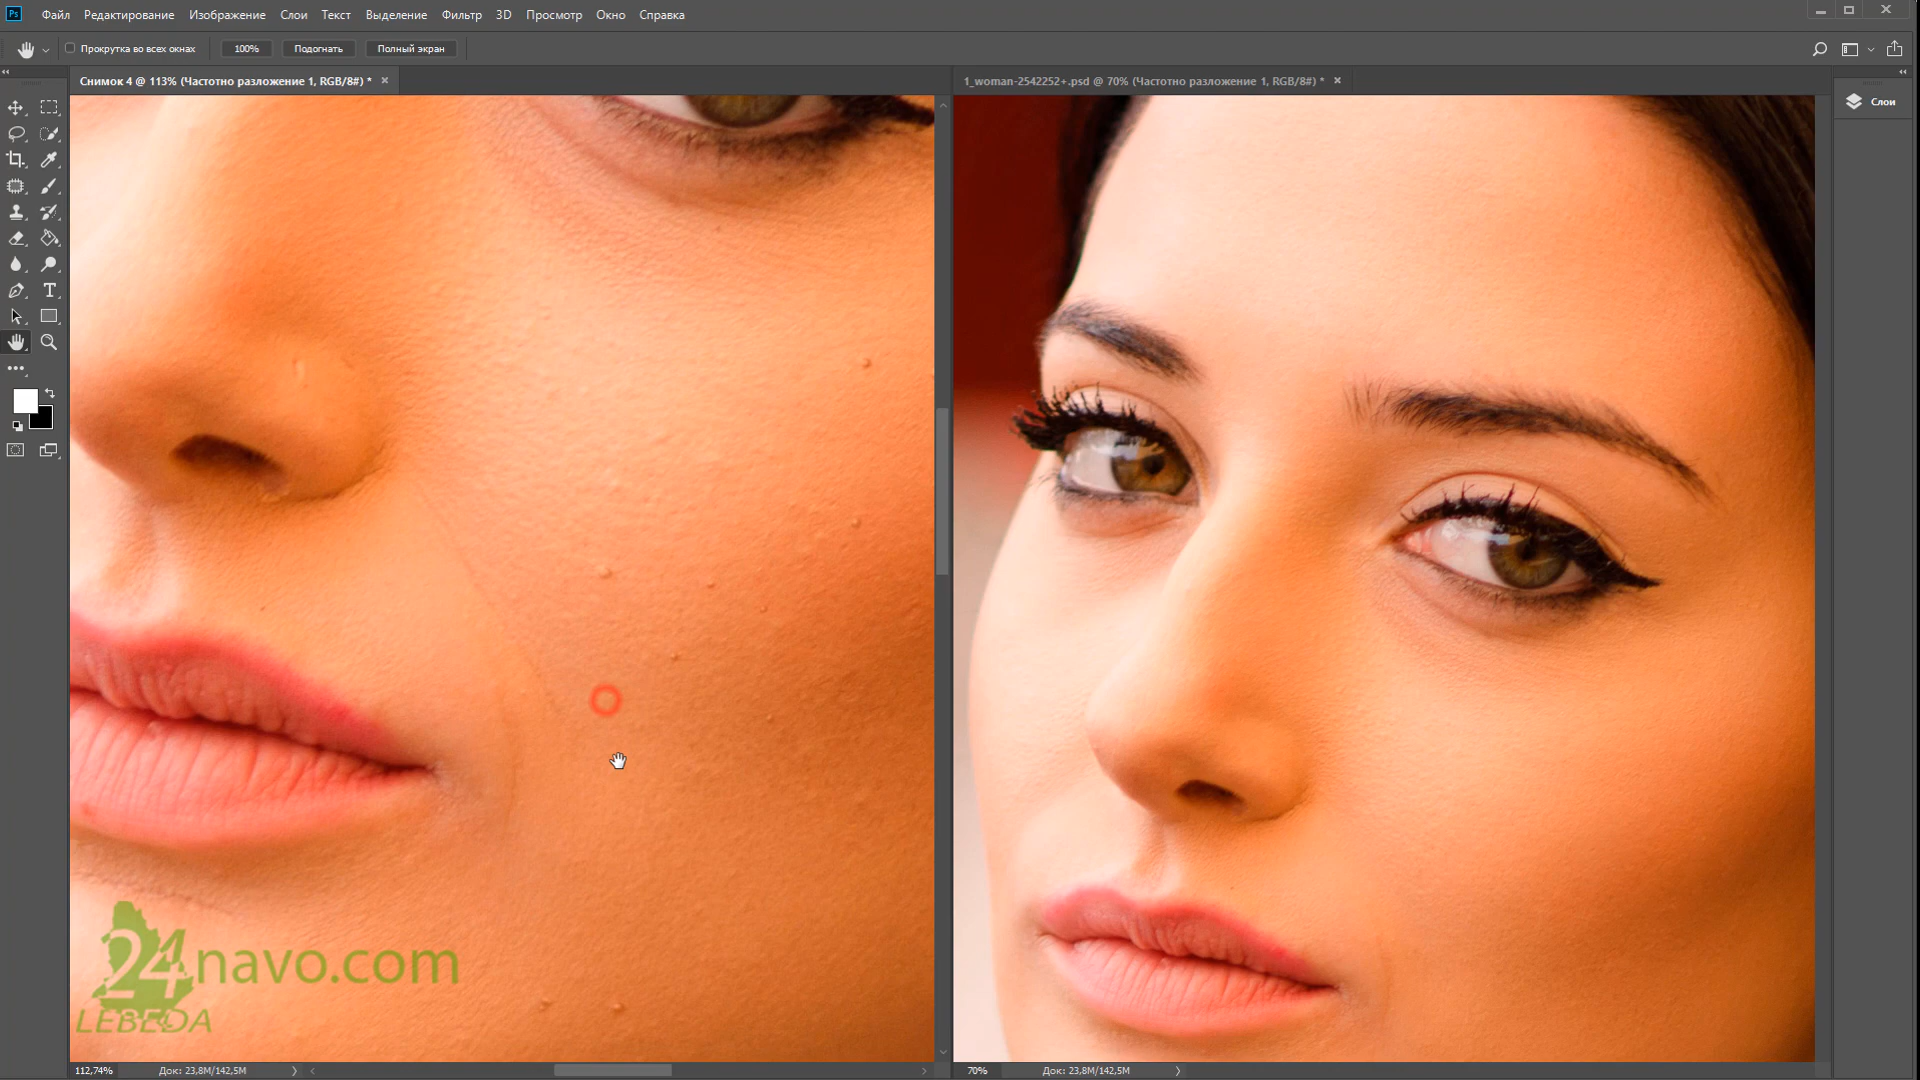 Ps Файл Редактирование Изображение Слои Текст Выделение Фильтр 3D Просмотр Окно Справка
Прокрутка во всех окнах 100% Подогнать Полный экран
Снимок 4 @ 113% (Частотно разложение 1, RGB/8#) *
1_woman-2542252+.psd @ 70% (Частотно разложение 1, RGB/8#) *
Слои
24navo.com
LEBEDA
112,74% Док: 23,8M/142,5M
70% Док: 23,8M/142,5M